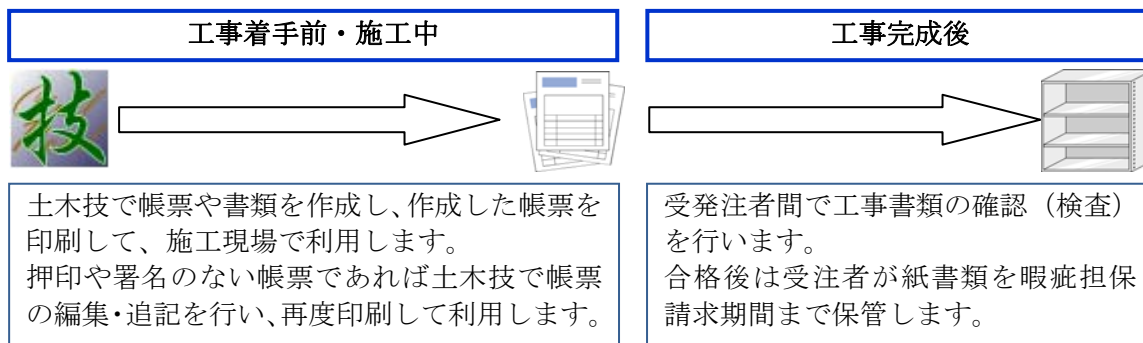 工事着手前・施工中
工事完成後
技
土木技で帳票や書類を作成し、作成した帳票を
印刷して、施工現場で利用します。
押印や署名のない帳票であれば土木技で帳票
の編集・追記を行い、再度印刷して利用します。
受発注者間で工事書類の確認（検査）
を行います。
合格後は受注者が紙書類を瑕疵担保
請求期間まで保管します。